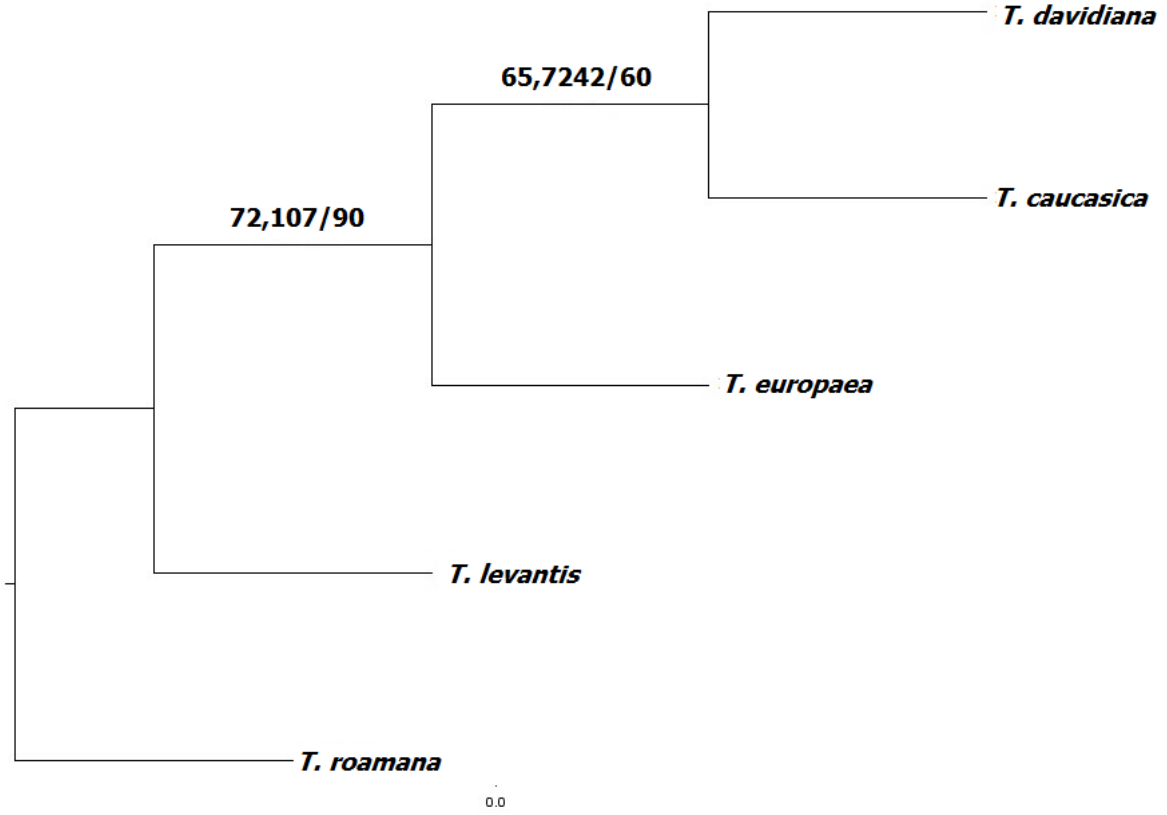 T. davidiana
65,7242/60
T. caucasica
72,107/90
T. europaea
T. levantis
T. roamana
0.0